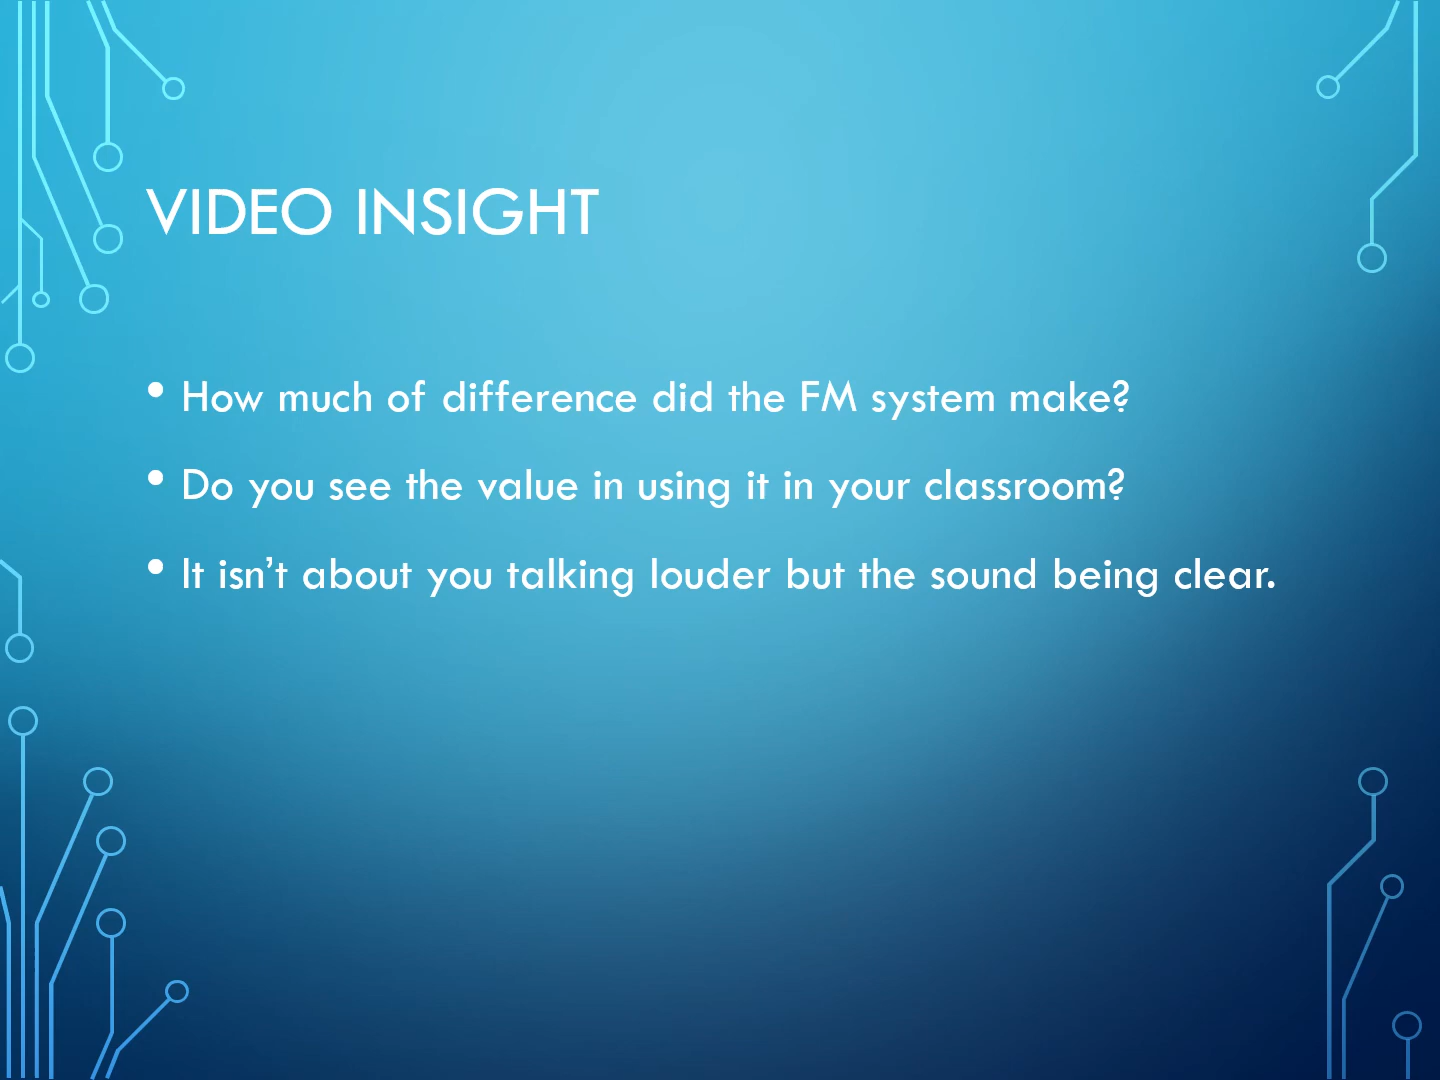 VIDEO INSIGHT
• How much of difference did the FM system make?
• Do you see the value in using it in your classroom?
• It isn’t about you talking louder but the sound being clear.